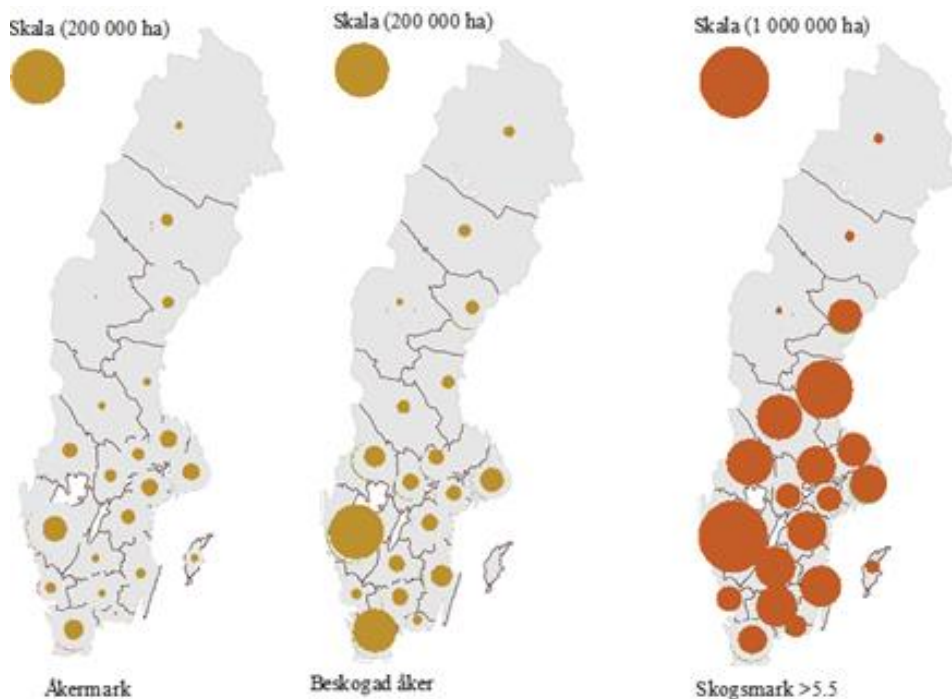 Skala (200 000 ha)
Skala (200 000 ha)
Skala (1 000 000 ha)
Åkermark
Beskogad åker
Skogsmark >5.5